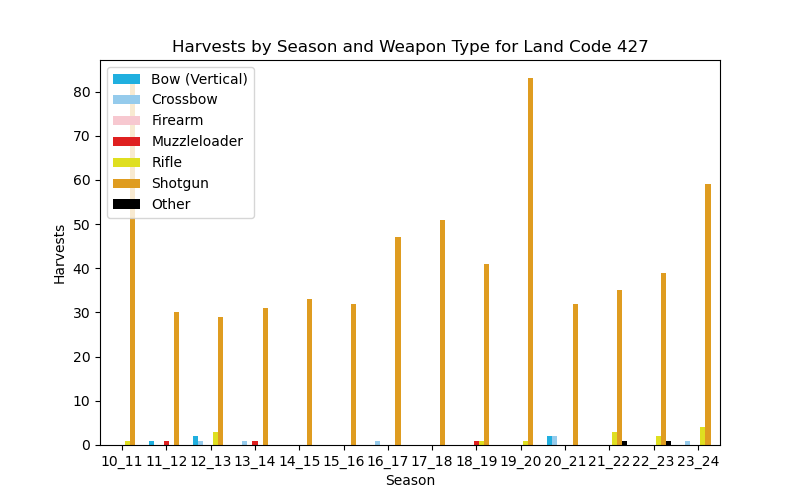 Harvests by Season and Weapon Type for Land Code 427
Bow (Vertical)
Crossbow
Firearm
Muzzleloader
Rifle
Shotgun
Other
80
70
60
50
40
30
20
10
0
Harvests
10_11 11_12 12_13 13_14 14_15 15_16 16_17 17_18 18_19 19_20 20_21 21_22 22_23 23_24
Season